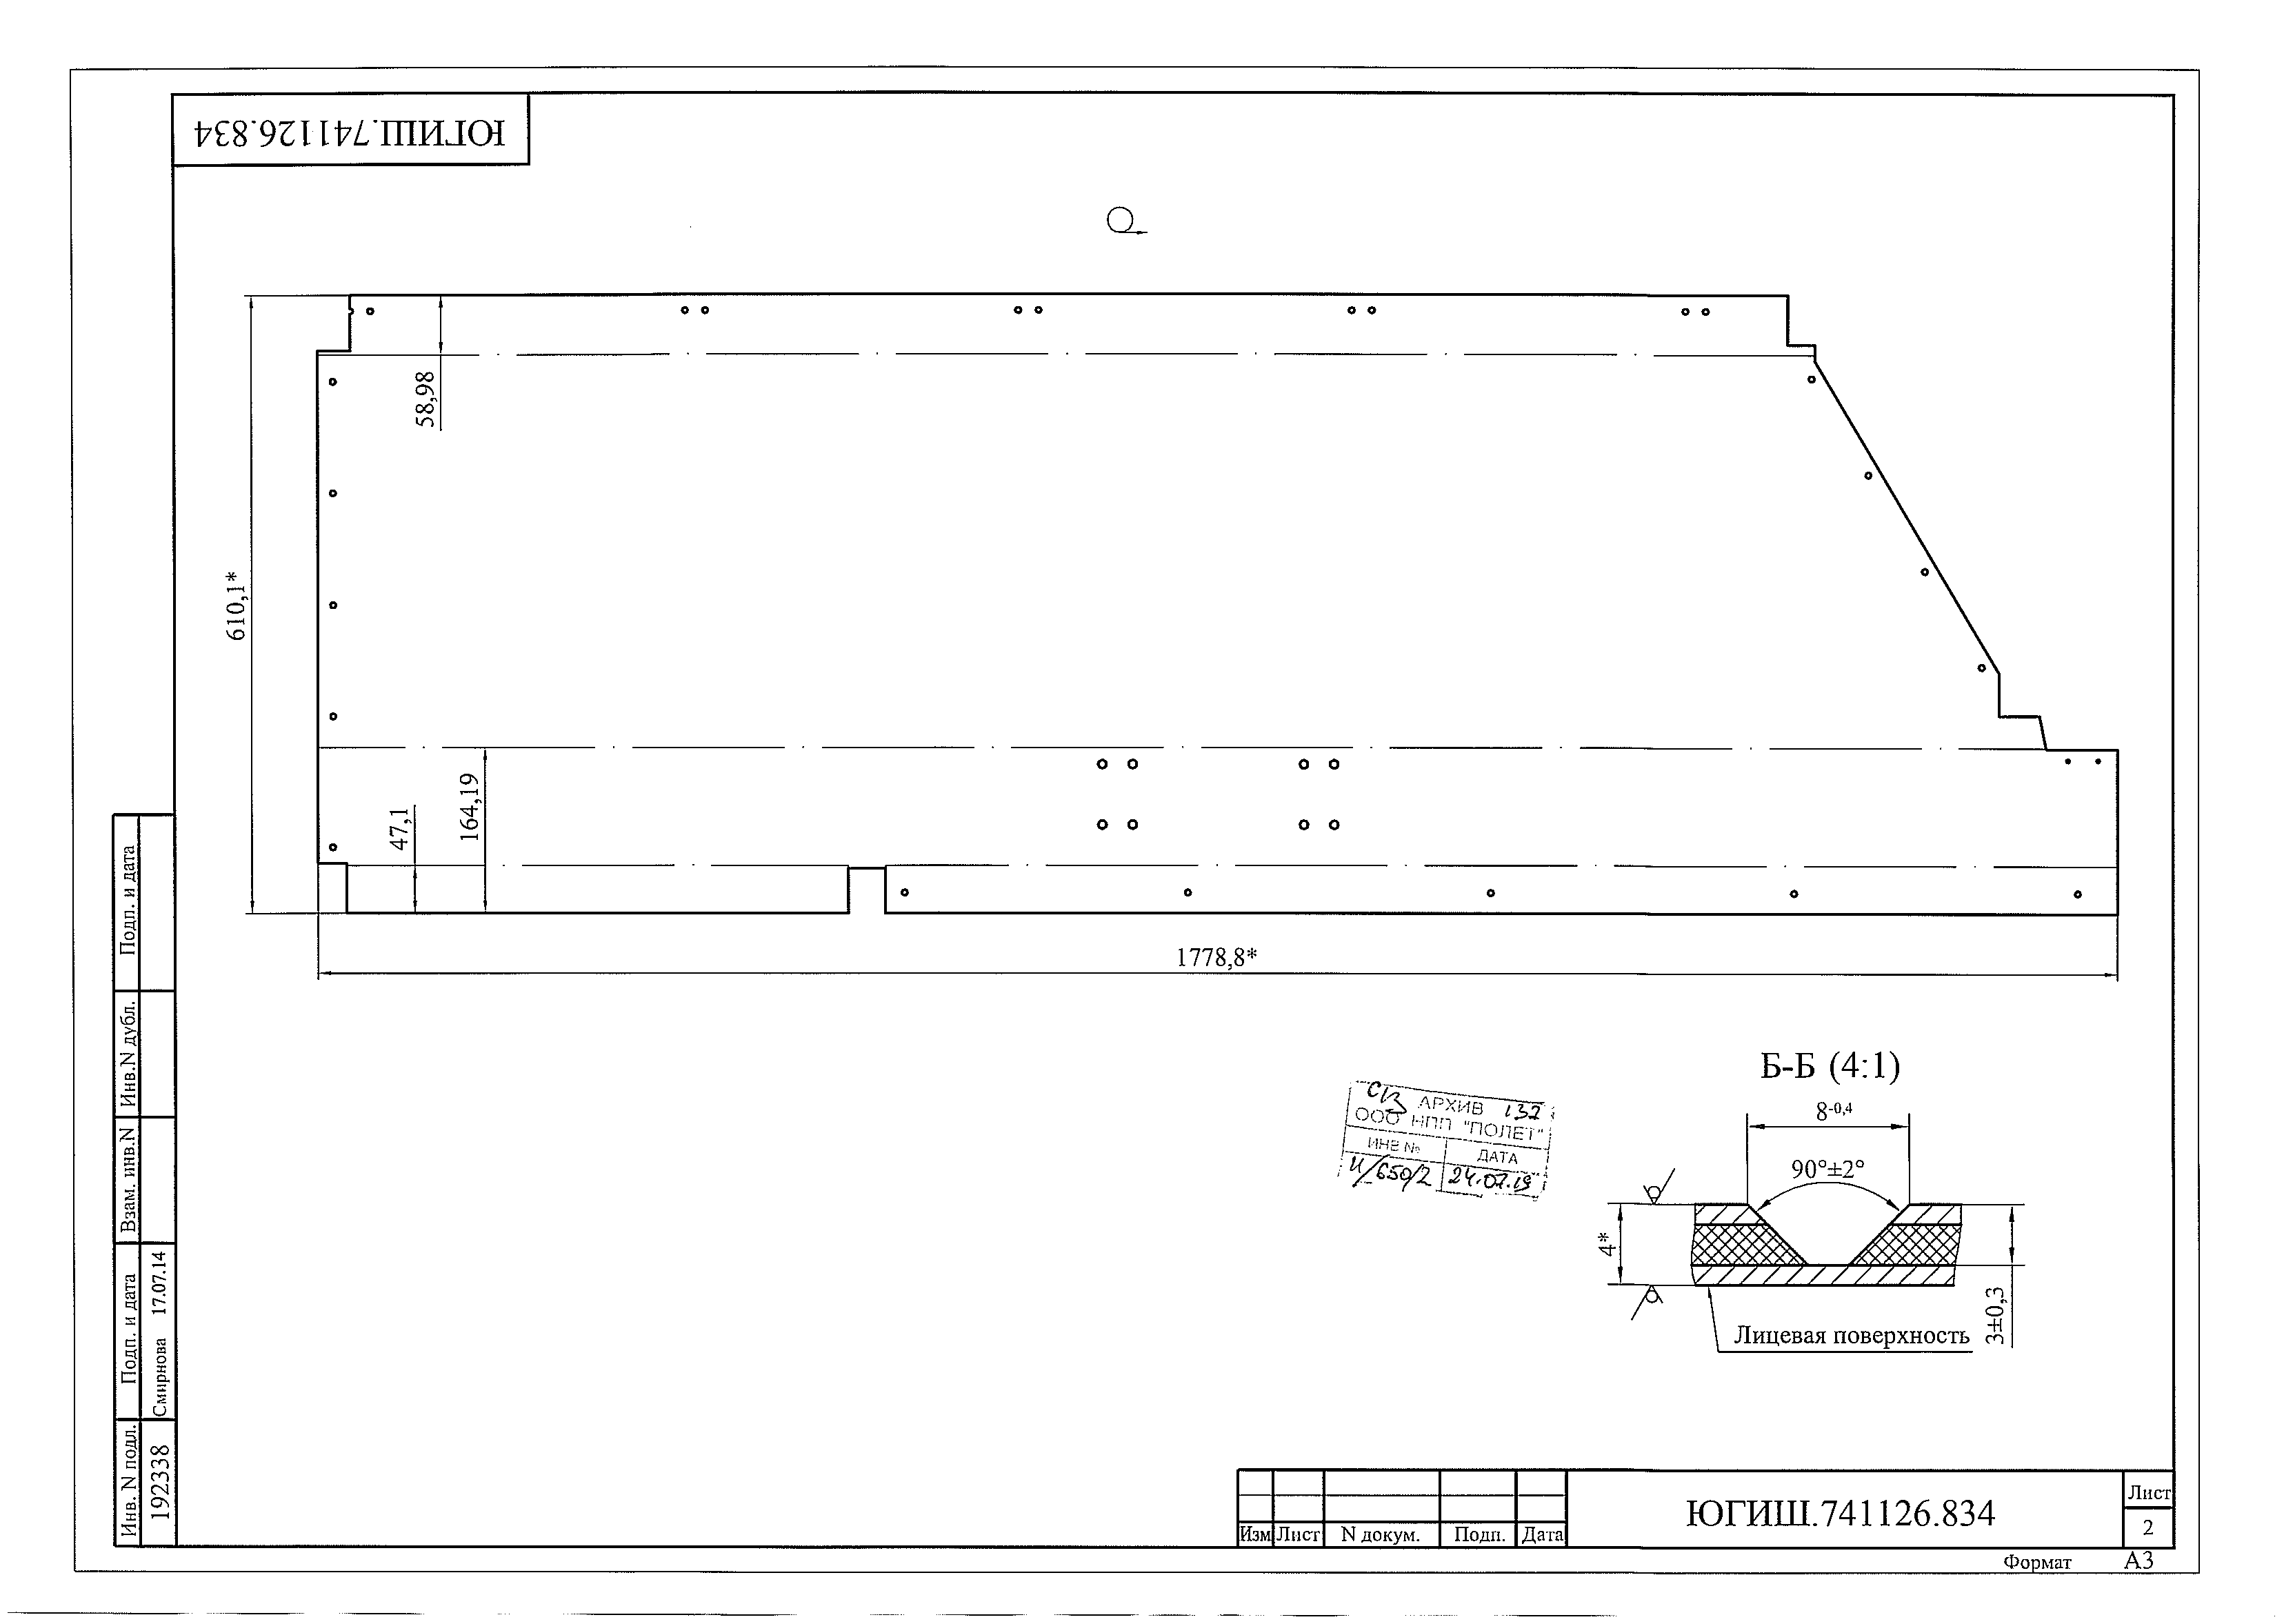 ЮГИШ.741126.834
610,1*
58,98
47,1
164,19
1778,8*
Б-Б (4:1)
8-0,4
90°±2°
4*
3±0,3
Лицевая поверхность
АРХИВ 132
ООО НПП "ПОЛЕТ"
ИНВ № ДАТА
И/650/2 24.07.19
Подп. и дата
Инв.N дубл.
Взам. инв.N
Подп. и дата
Смирнова 17.07.14
Инв. N подл.
192338
Изм Лист N докум. Подп. Дата
ЮГИШ.741126.834
Лист
2
Формат А3